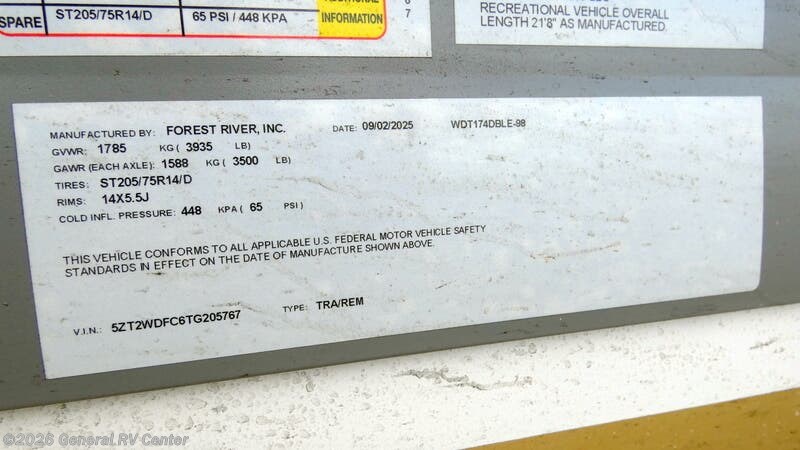 SPARE ST205/75R14/D 65 PSI / 448 KPA INFORMATION 7
RECREATIONAL VEHICLE OVERALL
LENGTH 21'8" AS MANUFACTURED.
MANUFACTURED BY: FOREST RIVER, INC. DATE: 09/02/2025 WDT174DBLE-98
GVWR: 1785 KG ( 3935 LB)
GAWR (EACH AXLE): 1588 KG ( 3500 LB)
TIRES: ST205/75R14/D
RIMS: 14X5.5J
COLD INFL. PRESSURE: 448 KPA ( 65 PSI )
THIS VEHICLE CONFORMS TO ALL APPLICABLE U.S. FEDERAL MOTOR VEHICLE SAFETY
STANDARDS IN EFFECT ON THE DATE OF MANUFACTURE SHOWN ABOVE.
V.I.N.: 5ZT2WDFC6TG205767 TYPE: TRA/REM
©2026 General RV Center